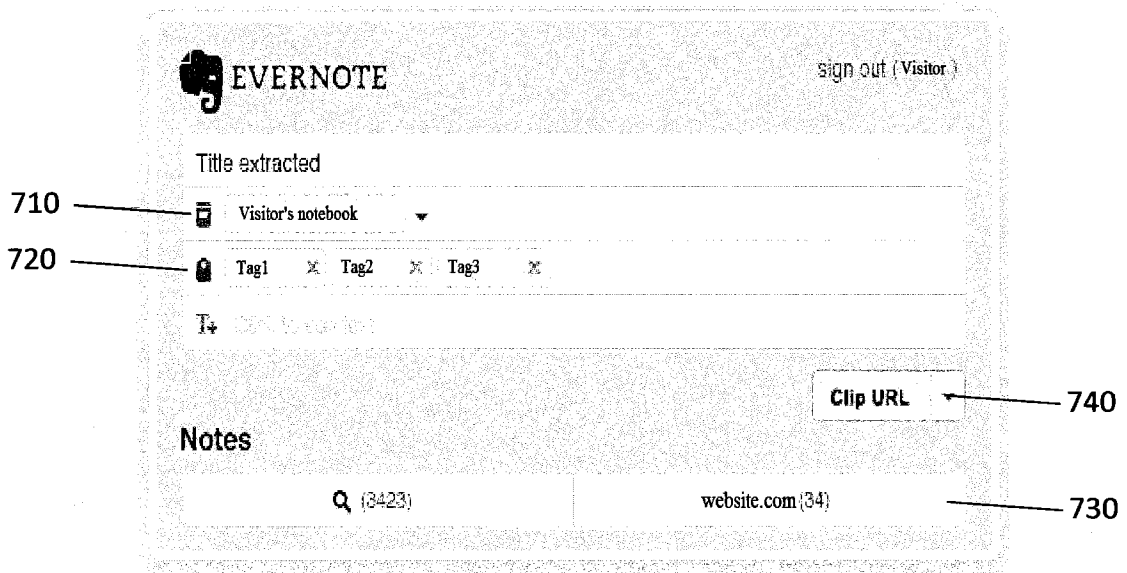 EVERNOTE
sign out (Visitor)
Title extracted
710
Visitor's notebook
720
Tag1 X Tag2 X Tag3 X
T+
Clip URL
740
Notes
(3423) website.com (34)
730